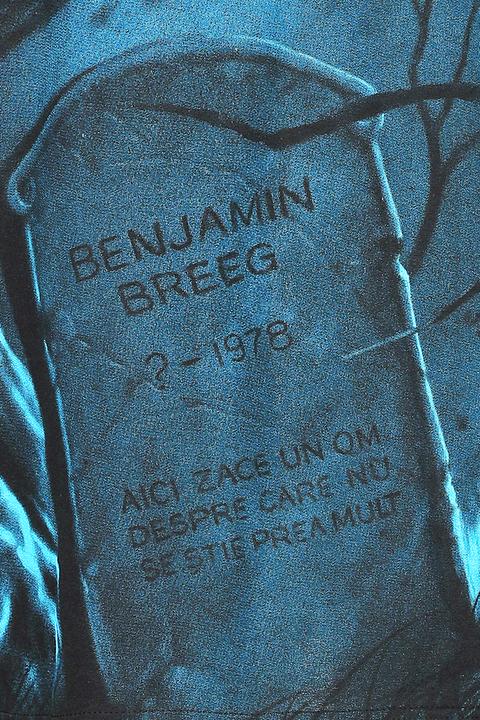 BENJAMIN
BREEG
? - 1978
AICI ZACE UN OM
DESPRE CARE NU
SE STIE PREA MULT